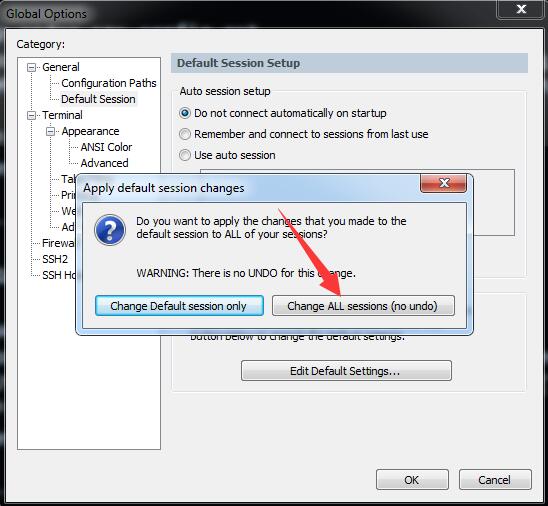 Global Options
Category:
General
Configuration Paths
Default Session
Terminal
Appearance
ANSI Color
Advanced
Firewa
SSH2
SSH Ho
Default Session Setup
Auto session setup
Do not connect automatically on startup
Remember and connect to sessions from last use
Use auto session
Apply default session changes
Do you want to apply the changes that you made to the
default session to ALL of your sessions?
WARNING: There is no UNDO for this change.
Change Default session only
Change ALL sessions (no undo)
button below to change the default settings.
Edit Default Settings...
OK
Cancel